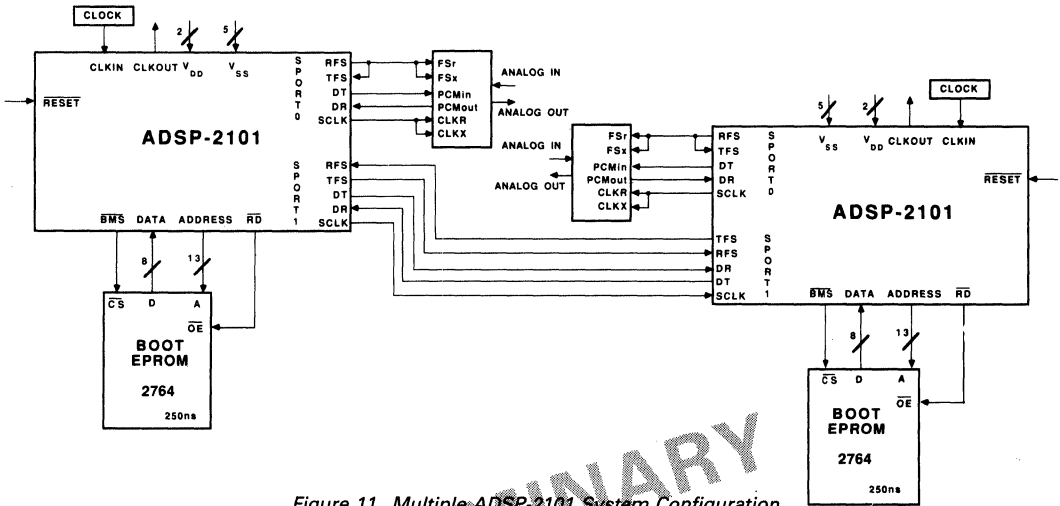 CLOCK
2 5
CLKIN CLKOUT VDD VSS
RESET
ADSP-2101
SPORT0
RFS
TFS
DT
DR
SCLK
SPORT1
RFS
TFS
DT
DR
SCLK
BMS DATA ADDRESS RD
8 13
CS D A
OE
BOOT
EPROM
2764
250ns
FSr
FSx
PCMin
PCMout
CLKR
CLKX
ANALOG IN
ANALOG OUT
ANALOG IN
ANALOG OUT
FSr
FSx
PCMin
PCMout
CLKR
CLKX
CLOCK
5 2
VSS VDD CLKOUT CLKIN
RESET
ADSP-2101
RFS
TFS
DT
DR
SCLK
SPORT0
TFS
RFS
DR
DT
SCLK
SPORT1
BMS DATA ADDRESS RD
8 13
CS D A
OE
BOOT
EPROM
2764
250ns
Figure 11. Multiple ADSP-2101 System Configuration